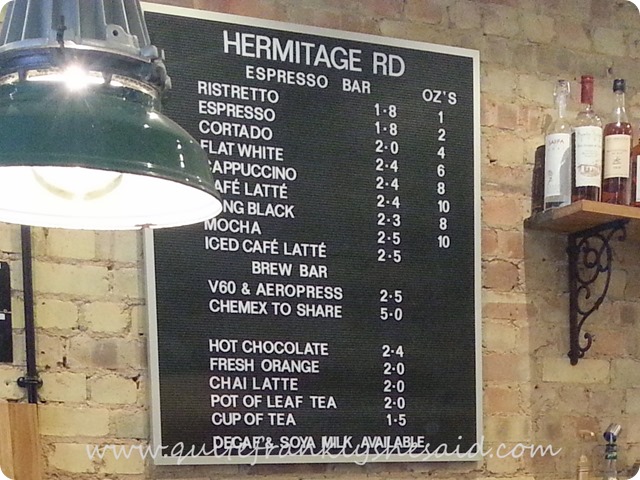 HERMITAGE RD
ESPRESSO BAR OZ'S
RISTRETTO 1·8 1
ESPRESSO 1·8 2
CORTADO 2·0 4
FLAT WHITE 2·4 6
CAPPUCCINO 2·4 8
CAFÉ LATTÉ 2·4 10
LONG BLACK 2·3 8
MOCHA 2·5 10
ICED CAFÉ LATTÉ 2·5
BREW BAR
V60 & AEROPRESS 2·5
CHEMEX TO SHARE 5·0
HOT CHOCOLATE 2·4
FRESH ORANGE 2·0
CHAI LATTE 2·0
POT OF LEAF TEA 2·0
CUP OF TEA 1·5
DECAF & SOYA MILK AVAILABLE
www.quitefranklyshesaid.com